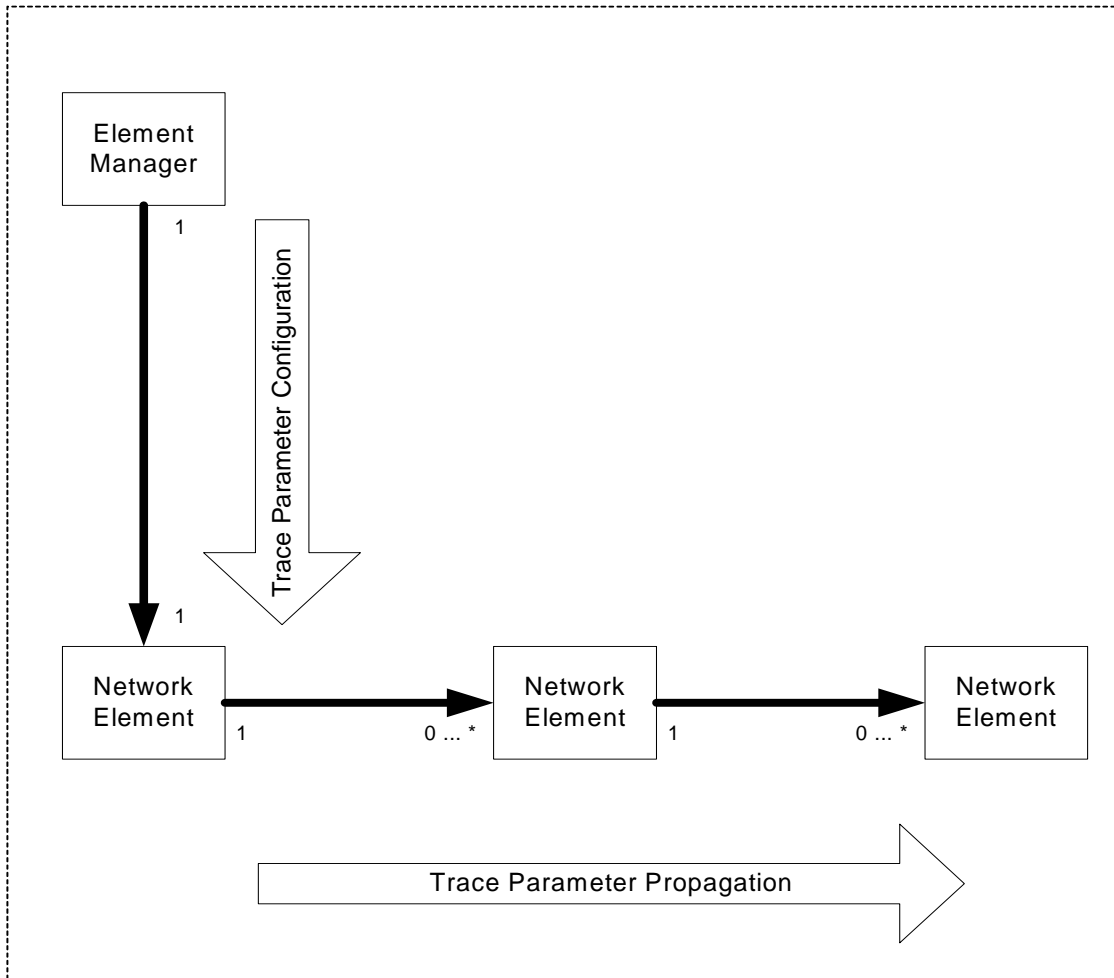 Element
Manager
1
Trace Parameter Configuration
1
Network
Element
1
0 ... *
Network
Element
1
0 ... *
Network
Element
Trace Parameter Propagation